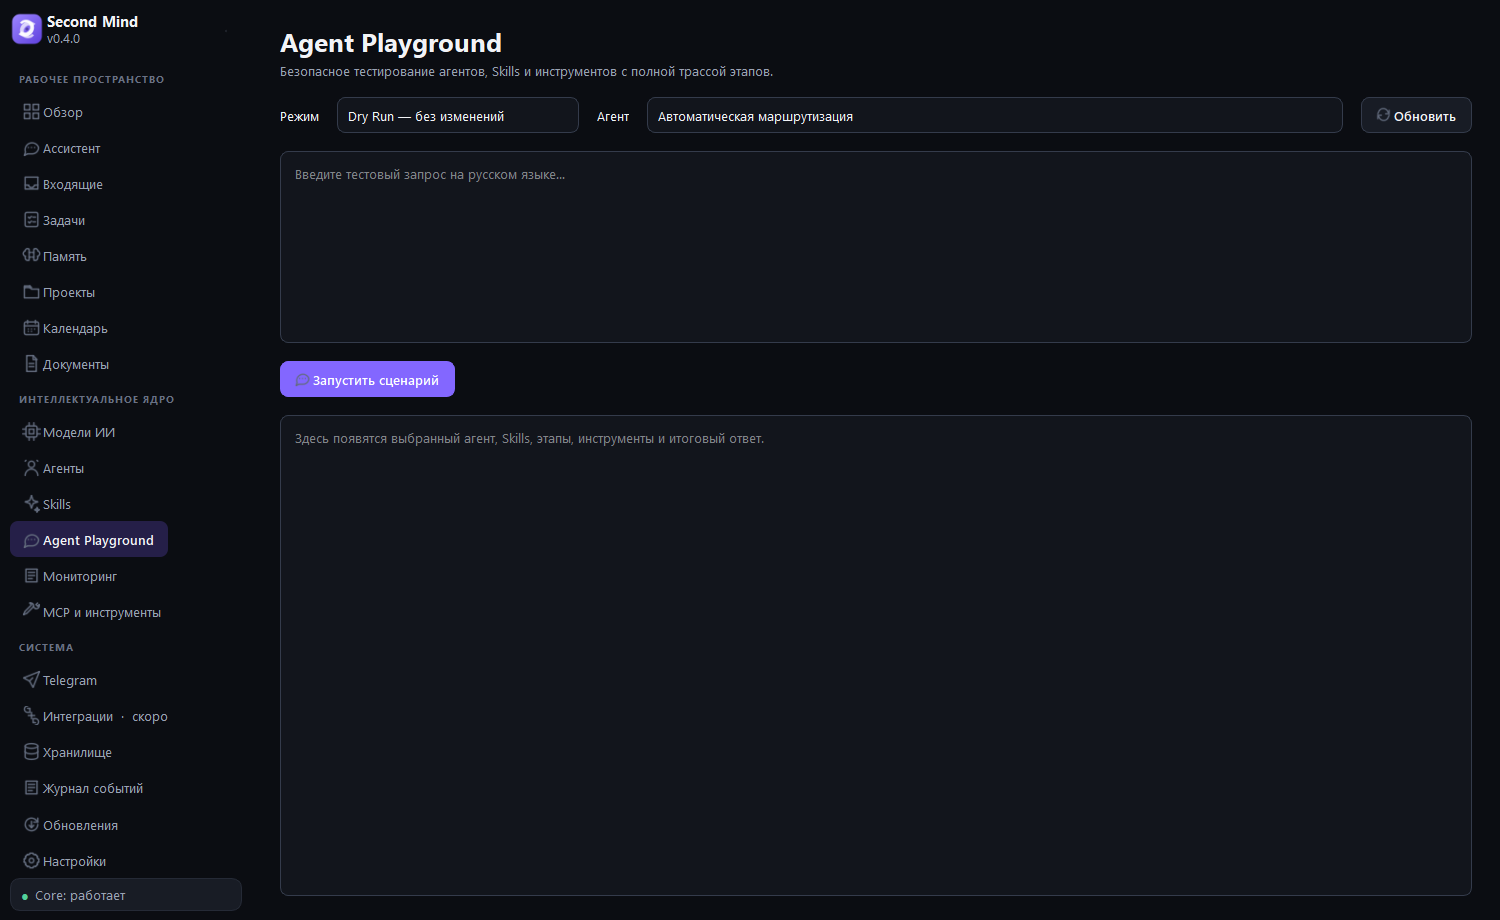 Second Mind
v0.4.0
РАБОЧЕЕ ПРОСТРАНСТВО
Обзор
Ассистент
Входящие
Задачи
Память
Проекты
Календарь
Документы
ИНТЕЛЛЕКТУАЛЬНОЕ ЯДРО
Модели ИИ
Агенты
Skills
Agent Playground
Мониторинг
MCP и инструменты
СИСТЕМА
Telegram
Интеграции · скоро
Хранилище
Журнал событий
Обновления
Настройки
Core: работает
Agent Playground
Безопасное тестирование агентов, Skills и инструментов с полной трассой этапов.
Режим Dry Run — без изменений Агент Автоматическая маршрутизация Обновить
Введите тестовый запрос на русском языке...
Запустить сценарий
Здесь появятся выбранный агент, Skills, этапы, инструменты и итоговый ответ.